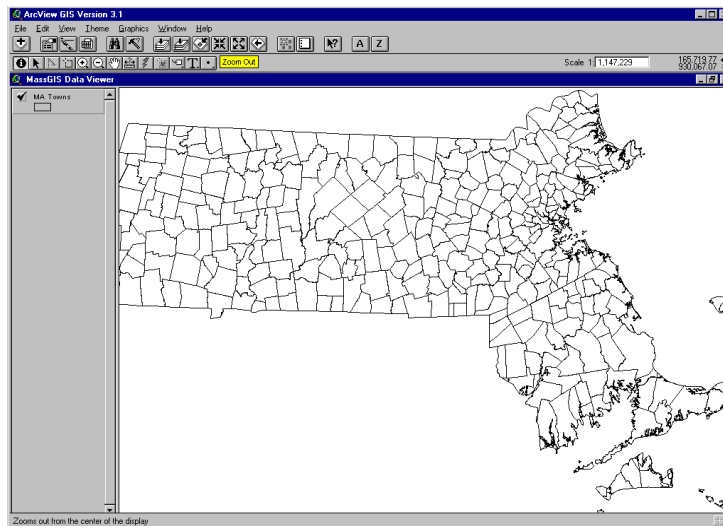 ArcView GIS Version 3.1
File Edit View Theme Graphics Window Help
A Z
T Zoom Out Scale 1: 1,147,229 165,719.77
930,067.07
MassGIS Data Viewer
MA Towns
Zooms out from the center of the display